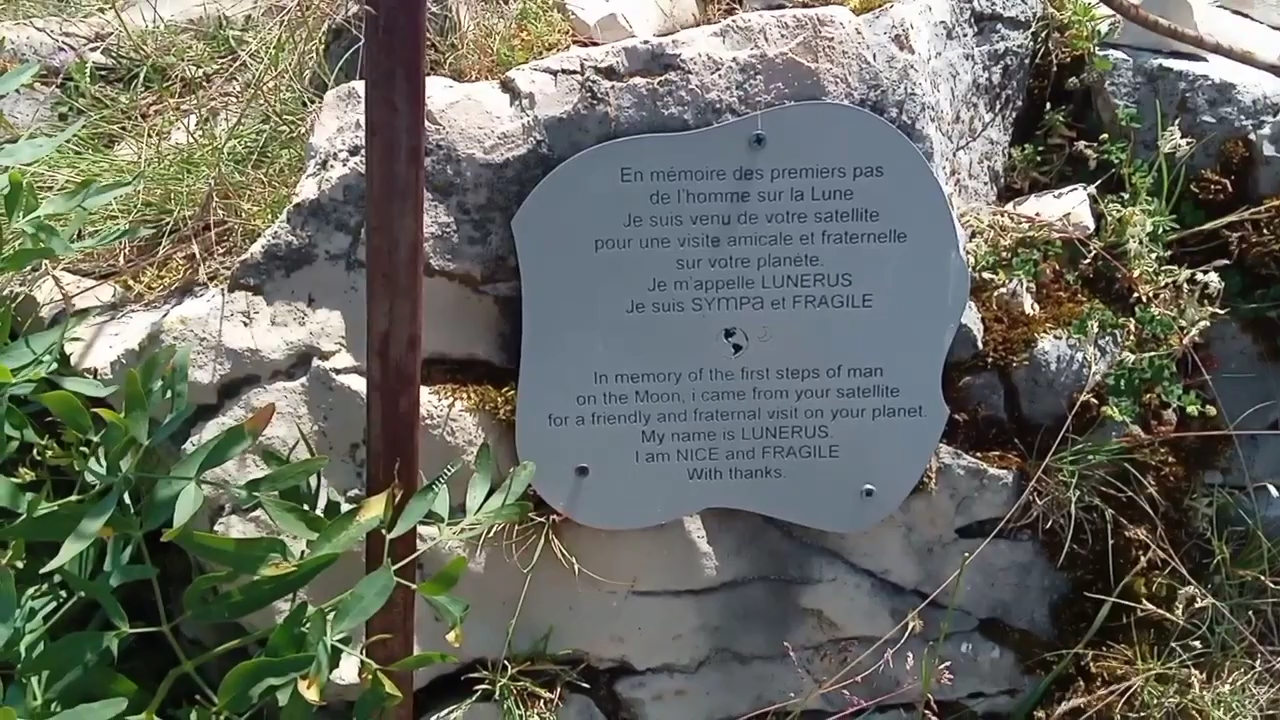 En mémoire des premiers pas
de l'homme sur la Lune
Je suis venu de votre satellite
pour une visite amicale et fraternelle
sur votre planète.
Je m'appelle LUNERUS
Je suis SYMPA et FRAGILE
In memory of the first steps of man
on the Moon, i came from your satellite
for a friendly and fraternal visit on your planet.
My name is LUNERUS.
I am NICE and FRAGILE
With thanks.